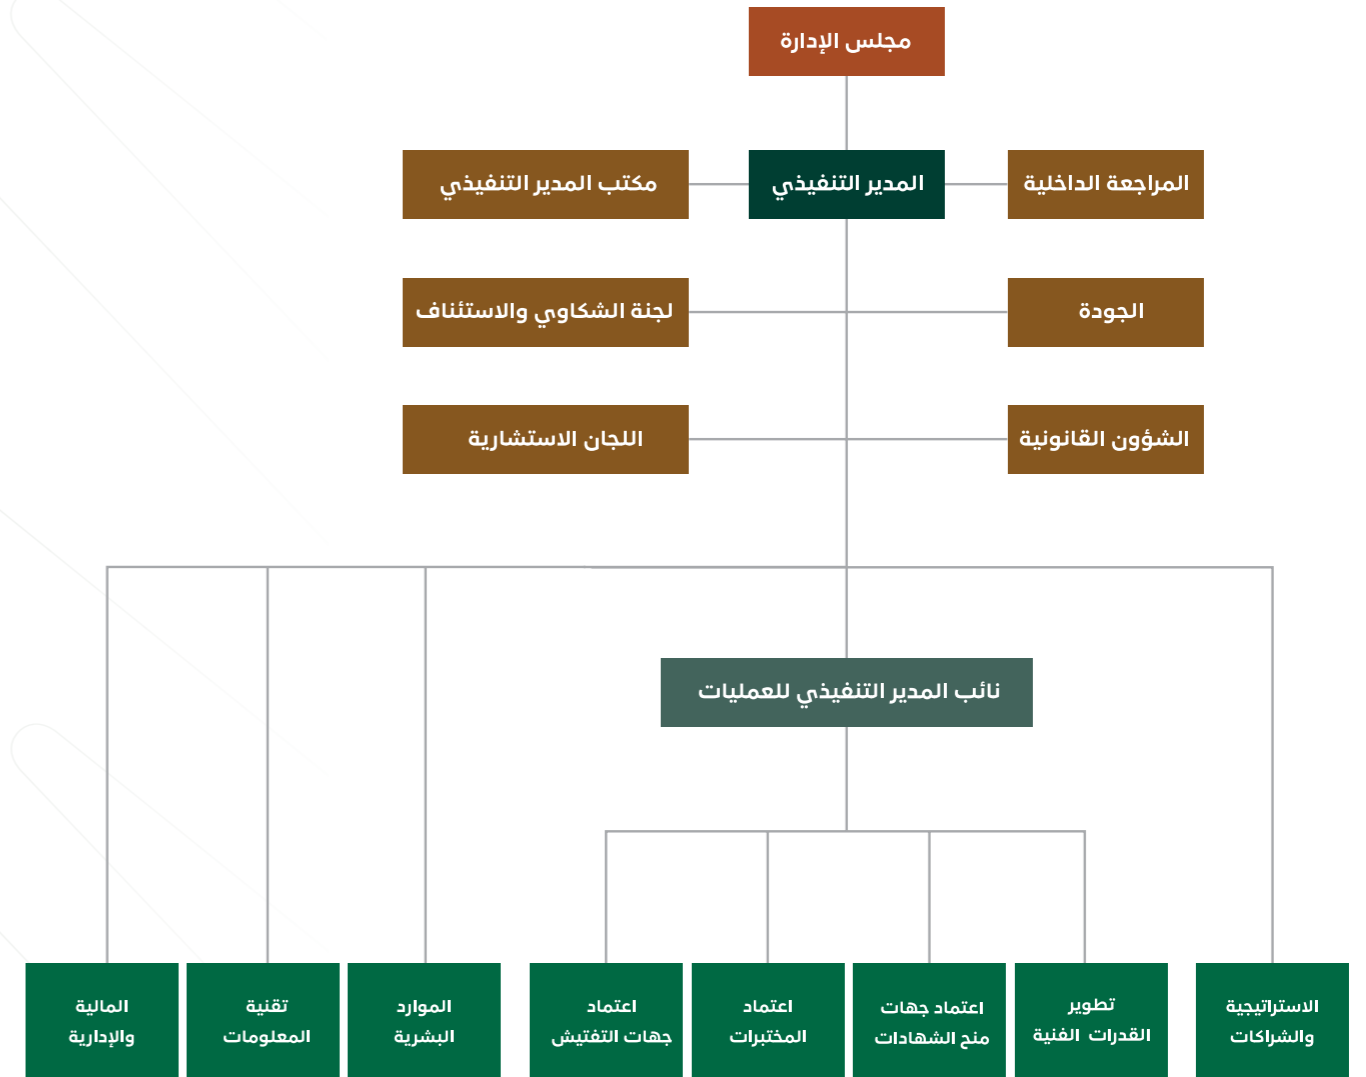 مجلس الإدارة
المراجعة الداخلية
المدير التنفيذي
مكتب المدير التنفيذي
الجودة
لجنة الشكاوي والاستئناف
الشؤون القانونية
اللجان الاستشارية
نائب المدير التنفيذي للعمليات
الاستراتيجية
والشراكات
تطوير
القدرات الفنية
اعتماد جهات
منح الشهادات
اعتماد
المختبرات
اعتماد
جهات التفتيش
الموارد
البشرية
تقنية
المعلومات
المالية
والإدارية